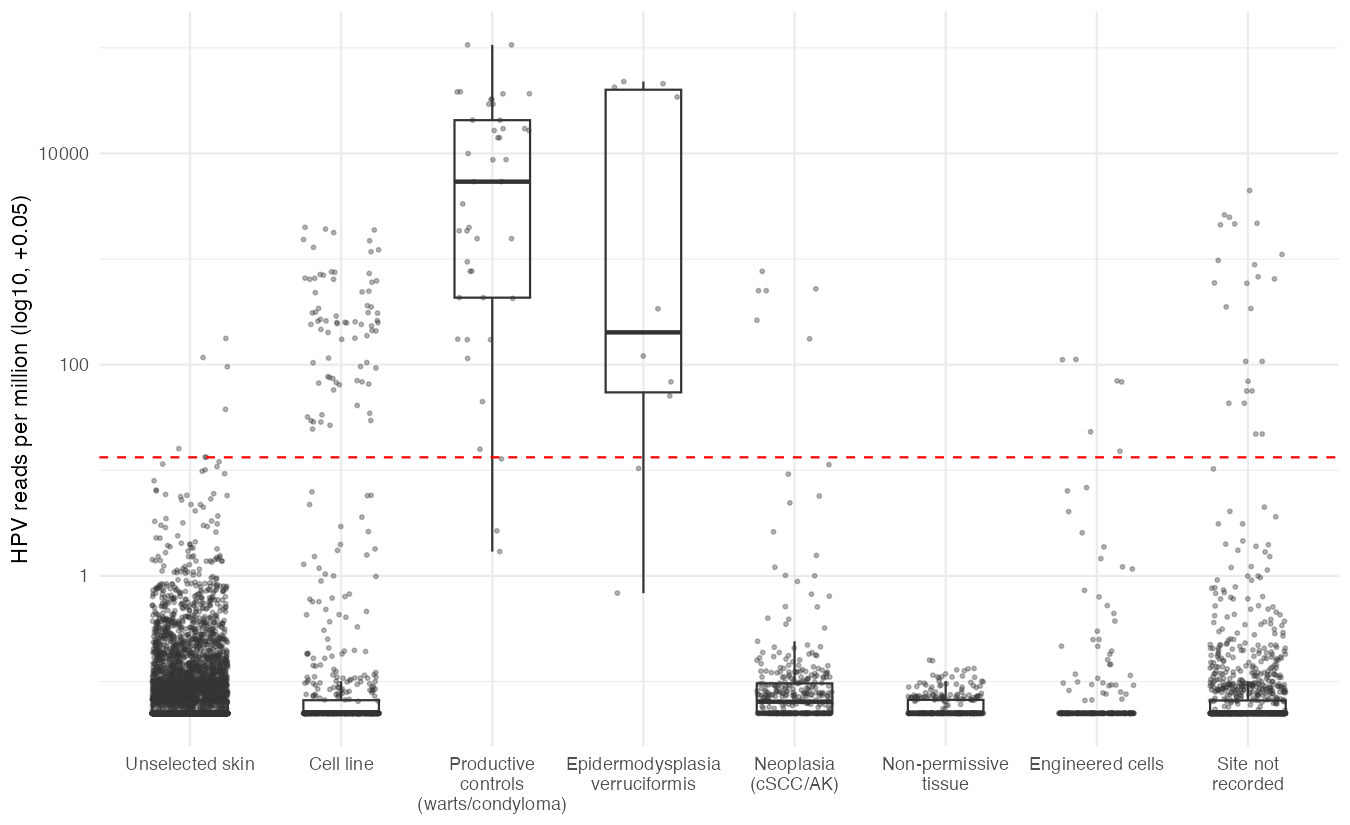 HPV reads per million (log10, +0.05)
10000
100
1
Unselected skin
Cell line
Productive
controls
(warts/condyloma)
Epidermodysplasia
verruciformis
Neoplasia
(cSCC/AK)
Non-permissive
tissue
Engineered cells
Site not
recorded